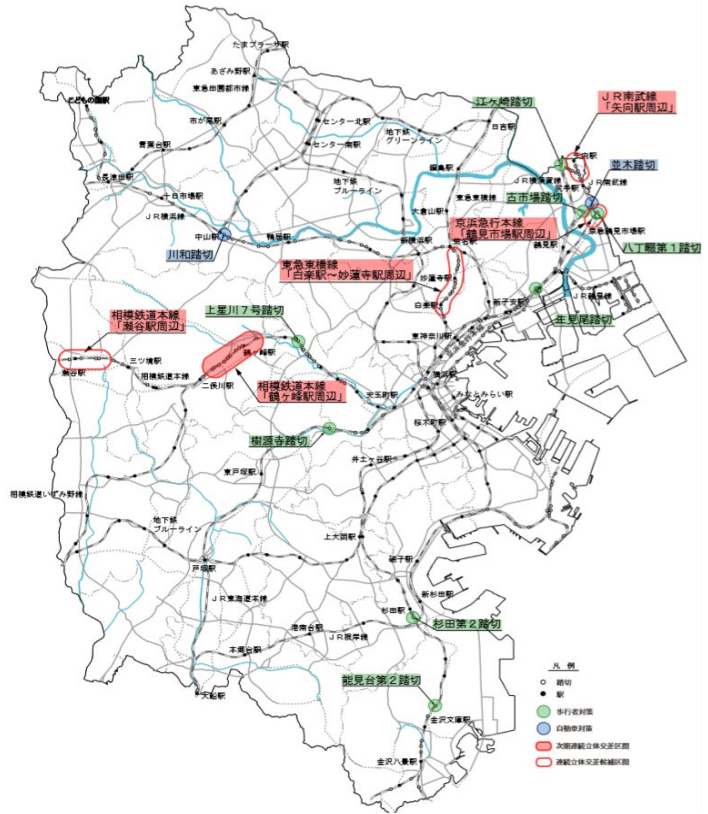 たまプラーザ駅
あざみ野駅
東急田園都市線
こどもの国駅
市が尾駅
センター北駅
地下鉄
グリーンライン
日吉駅
江ヶ崎踏切
ＪＲ南武線
「矢向駅周辺」
青葉台駅
センター南駅
矢向駅
長津田駅
地下鉄
ブルーライン
綱島駅
ＪＲ横須賀線
ＪＲ南武線
並木踏切
十日市場駅
東急東横線
古市場踏切
ＪＲ横浜線
大倉山駅
京浜急行本線
「鶴見市場駅周辺」
京急鶴見市場駅
中山駅
鴨居駅
新横浜駅
菊名駅
鶴見駅
八丁畷第１踏切
川和踏切
東急東横線
「白楽駅～妙蓮寺駅周辺」
妙蓮寺駅
白楽駅
新子安駅
ＪＲ鶴見線
生見尾踏切
相模鉄道本線
「瀬谷駅周辺」
上星川７号踏切
東神奈川駅
鶴ヶ峰駅
三ツ境駅
瀬谷駅
相模鉄道本線
二俣川駅
相模鉄道本線
「鶴ヶ峰駅周辺」
天王町駅
横浜駅
みなとみらい駅
樹源寺踏切
桜木町駅
井土ヶ谷駅
東戸塚駅
相模鉄道いずみ野線
地下鉄
ブルーライン
上大岡駅
戸塚駅
磯子駅
新杉田駅
ＪＲ東海道本線
杉田駅
杉田第２踏切
港南台駅
ＪＲ根岸線
本郷台駅
能見台第２踏切
大船駅
金沢文庫駅
金沢八景駅
凡 例
踏切
駅
歩行者対策
自動車対策
次期連続立体交差区間
連続立体交差候補区間